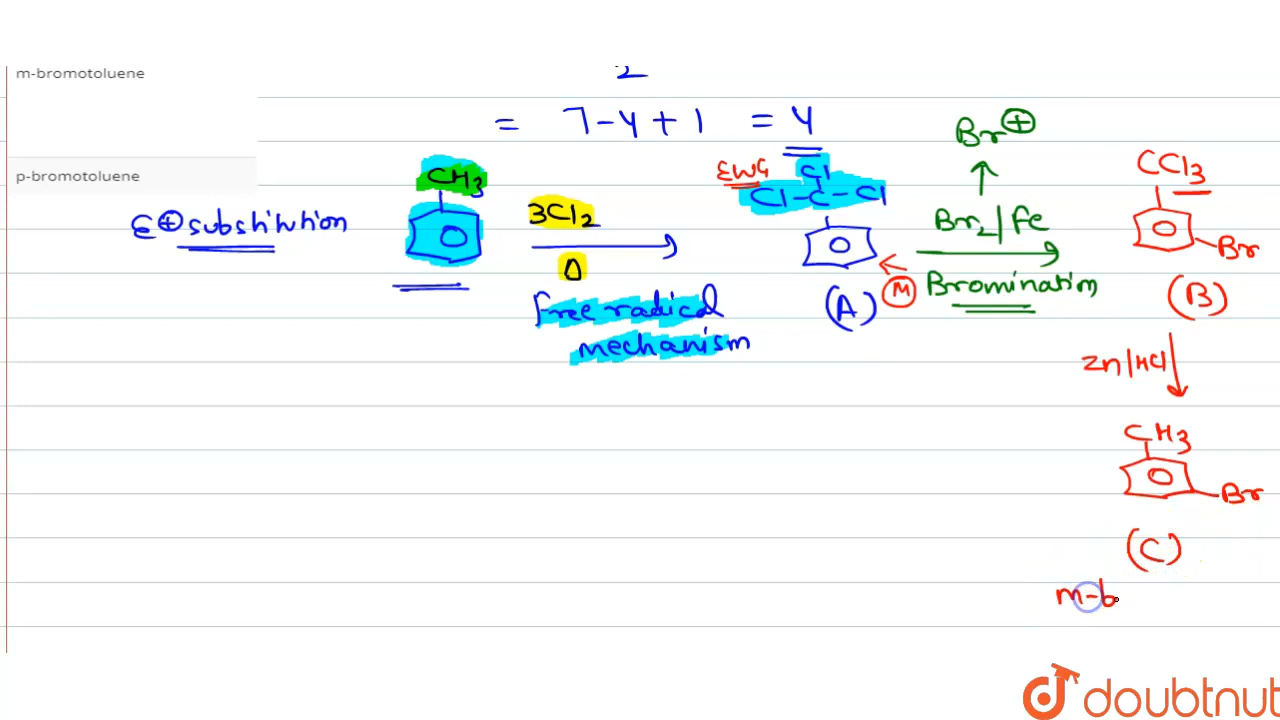 m-bromotoluene
2
= 7-4+1 = 4
Br+
p-bromotoluene
CH3
E+ substitution
3Cl2
Δ
Free radical
mechanism
EWG
Cl
Cl-C-Cl
(A)
M
Br2/Fe
Bromination
CCl3
Br
(B)
Zn/HCl
CH3
Br
(C)
m-b
doubtnut